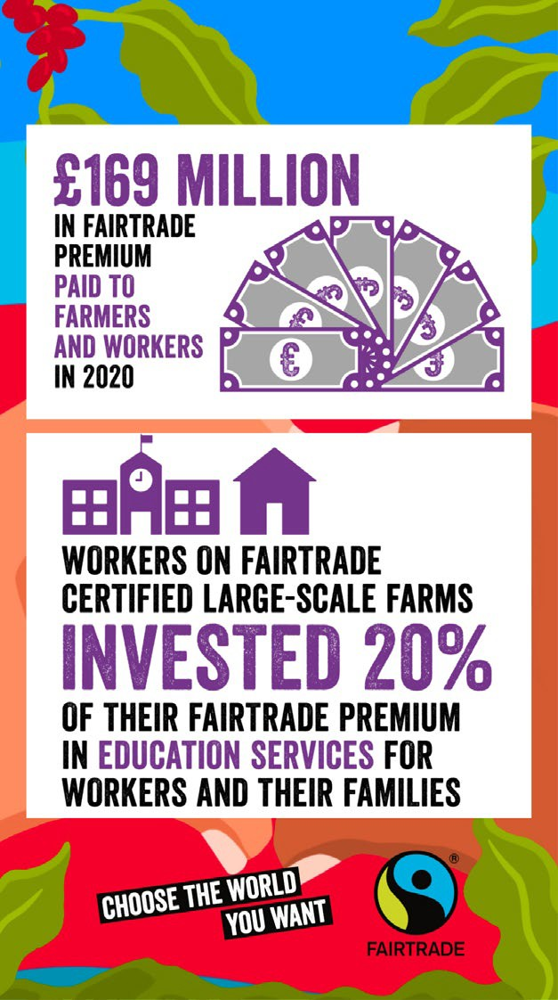 £169 MILLION
IN FAIRTRADE
PREMIUM
PAID TO
FARMERS
AND WORKERS
IN 2020
£ £ £ £ £ £ £
WORKERS ON FAIRTRADE
CERTIFIED LARGE-SCALE FARMS
INVESTED 20%
OF THEIR FAIRTRADE PREMIUM
IN EDUCATION SERVICES FOR
WORKERS AND THEIR FAMILIES
CHOOSE THE WORLD
YOU WANT
®
FAIRTRADE